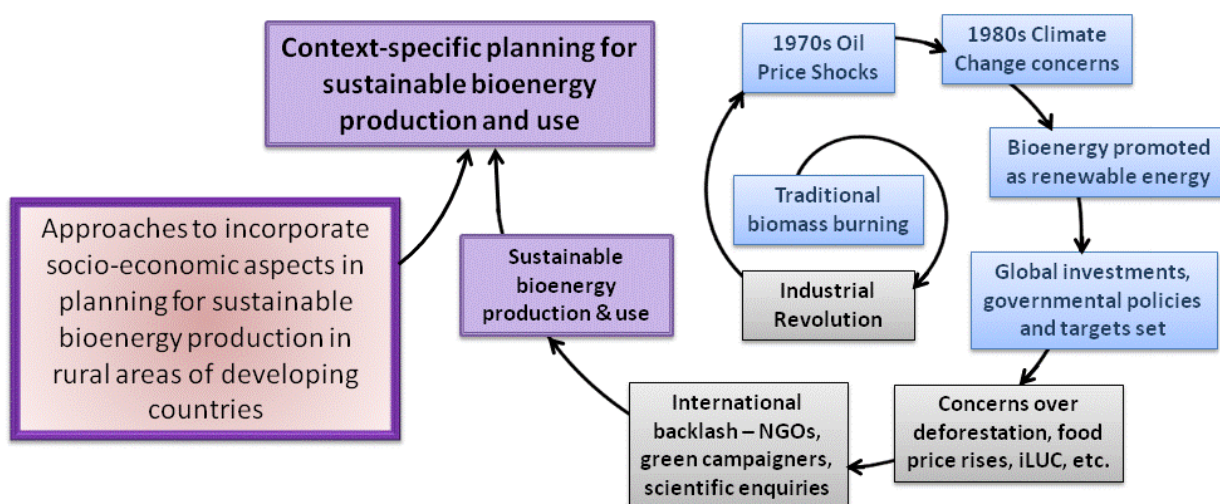 Context-specific planning for
sustainable bioenergy
production and use
1970s Oil
Price Shocks
1980s Climate
Change concerns
Bioenergy promoted
as renewable energy
Traditional
biomass burning
Approaches to incorporate
socio-economic aspects in
planning for sustainable
bioenergy production in
rural areas of developing
countries
Sustainable
bioenergy
production & use
Industrial
Revolution
Global investments,
governmental policies
and targets set
International
backlash – NGOs,
green campaigners,
scientific enquiries
Concerns over
deforestation, food
price rises, iLUC, etc.